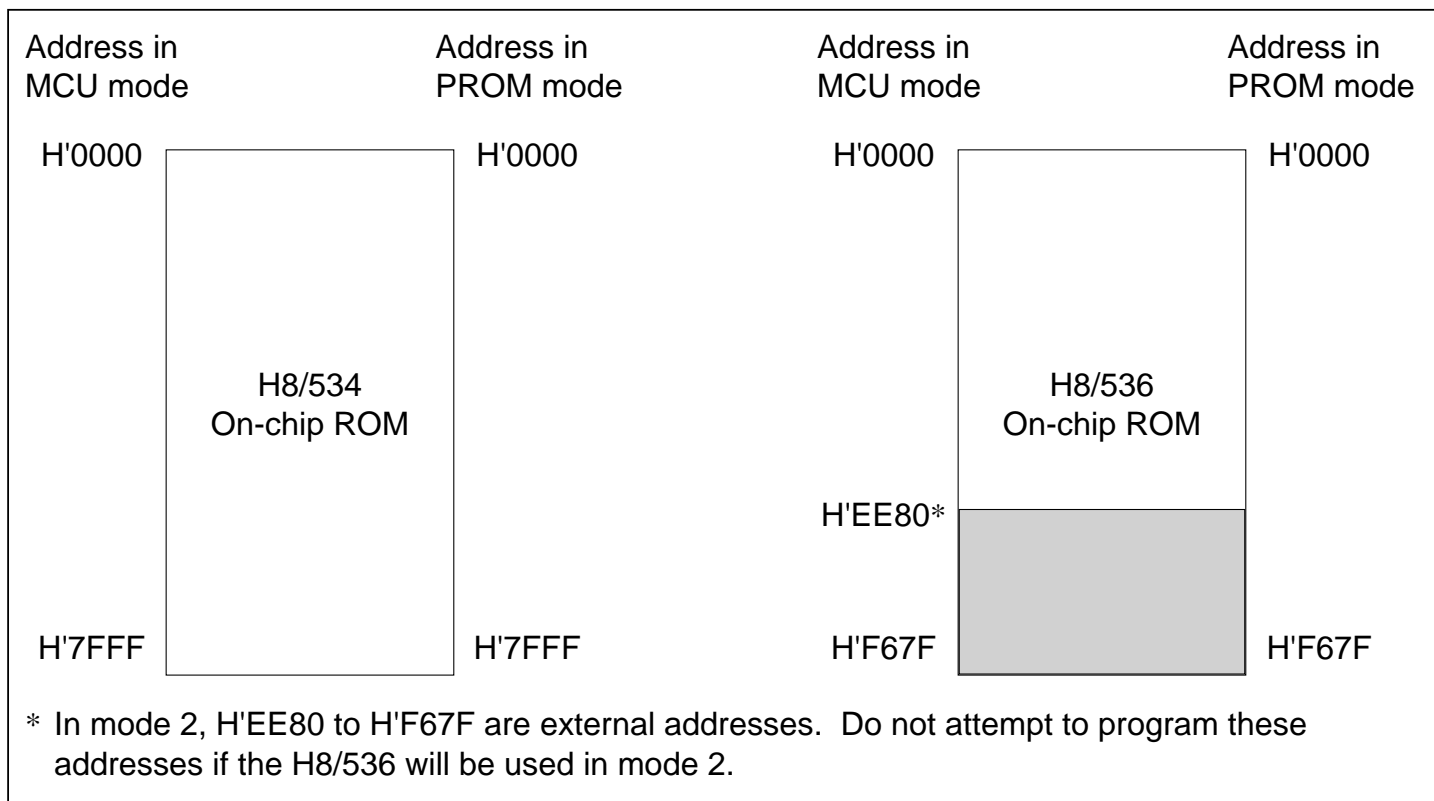 Address in
MCU mode
Address in
PROM mode
H'0000
H'0000
H8/534
On-chip ROM
H'7FFF
H'7FFF
Address in
MCU mode
Address in
PROM mode
H'0000
H'0000
H8/536
On-chip ROM
H'EE80*
H'F67F
H'F67F
* In mode 2, H'EE80 to H'F67F are external addresses.  Do not attempt to program these
addresses if the H8/536 will be used in mode 2.